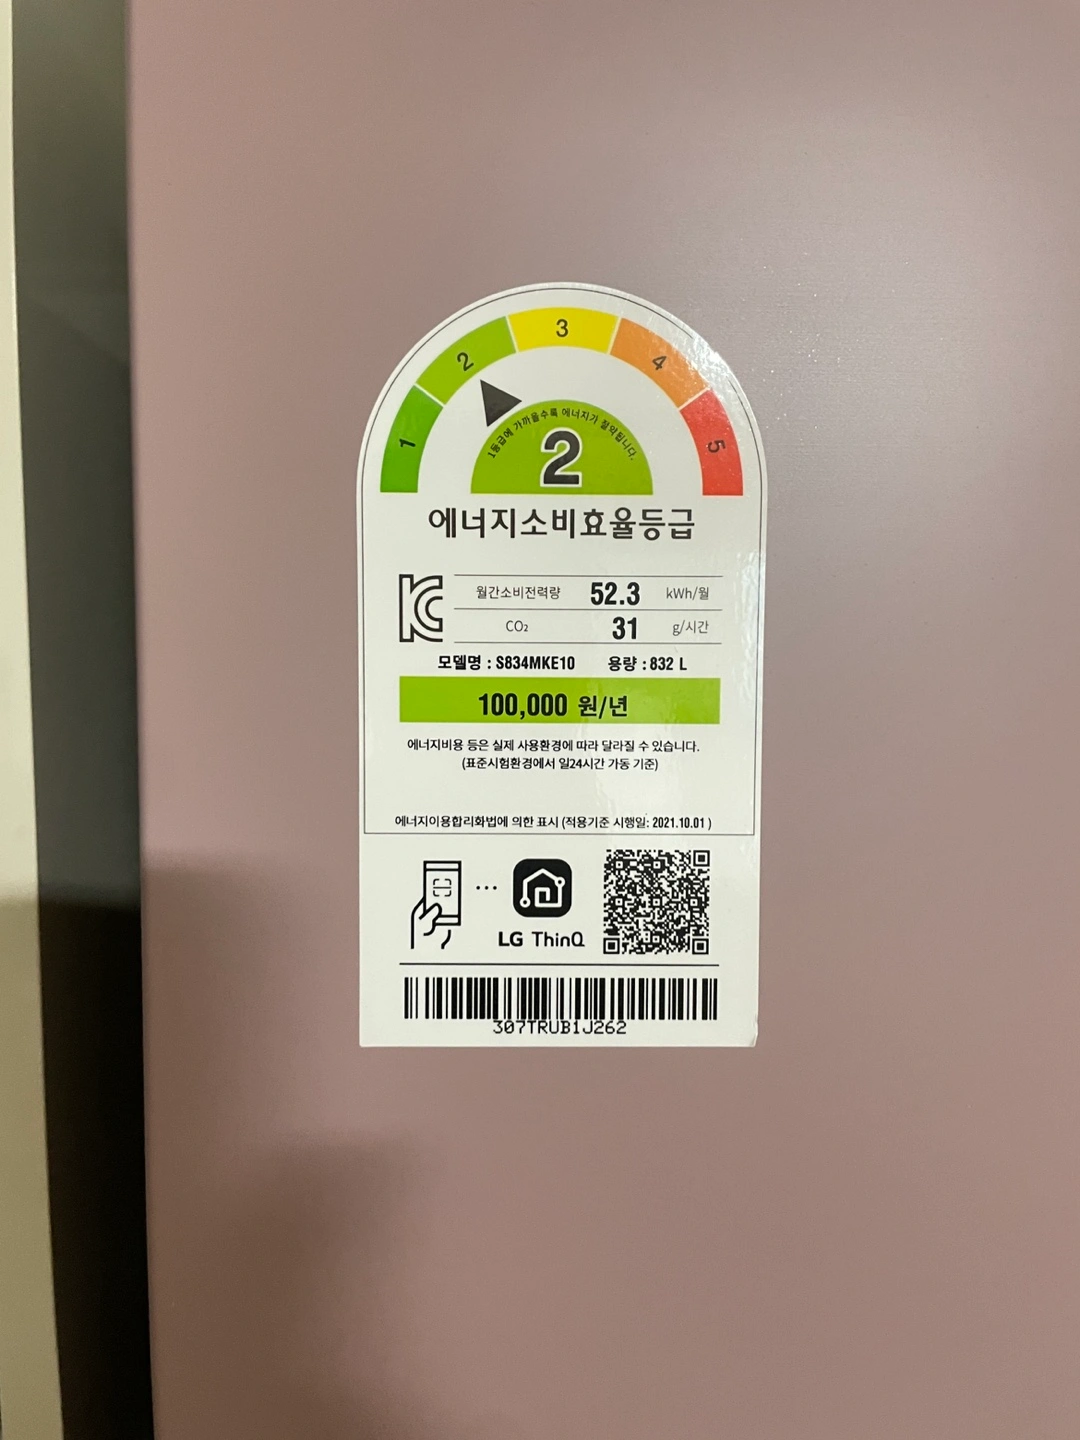 1 2 3 4 5
1등급에 가까울수록 에너지가 절약됩니다.
2
에너지소비효율등급
월간소비전력량 52.3 kWh/월
CO₂ 31 g/시간
모델명 : S834MKE10 용량 : 832 L
100,000 원/년
에너지비용 등은 실제 사용환경에 따라 달라질 수 있습니다.
(표준시험환경에서 일24시간 가동 기준)
에너지이용합리화법에 의한 표시 (적용기준 시행일: 2021.10.01 )
LG ThinQ
307TRUB1J262